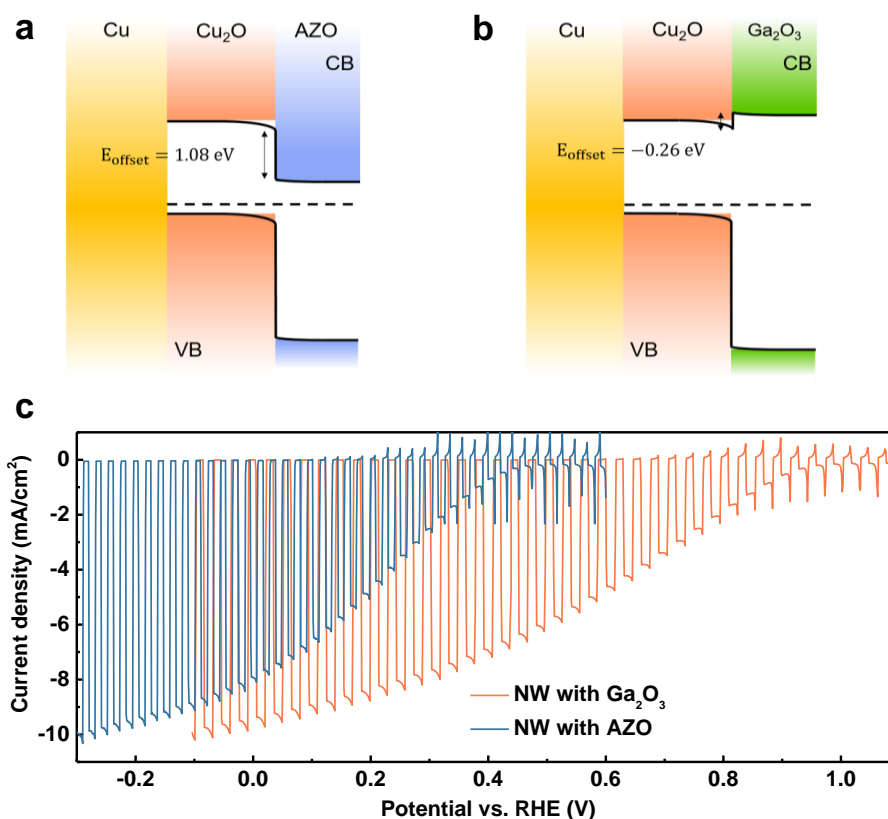 a
Cu
Cu₂O
AZO
CB
E_offset = 1.08 eV
VB
b
Cu
Cu₂O
Ga₂O₃
CB
E_offset = −0.26 eV
VB
c
0
-2
-4
-6
-8
-10
Current density (mA/cm²)
NW with Ga₂O₃
NW with AZO
-0.2 0.0 0.2 0.4 0.6 0.8 1.0
Potential vs. RHE (V)